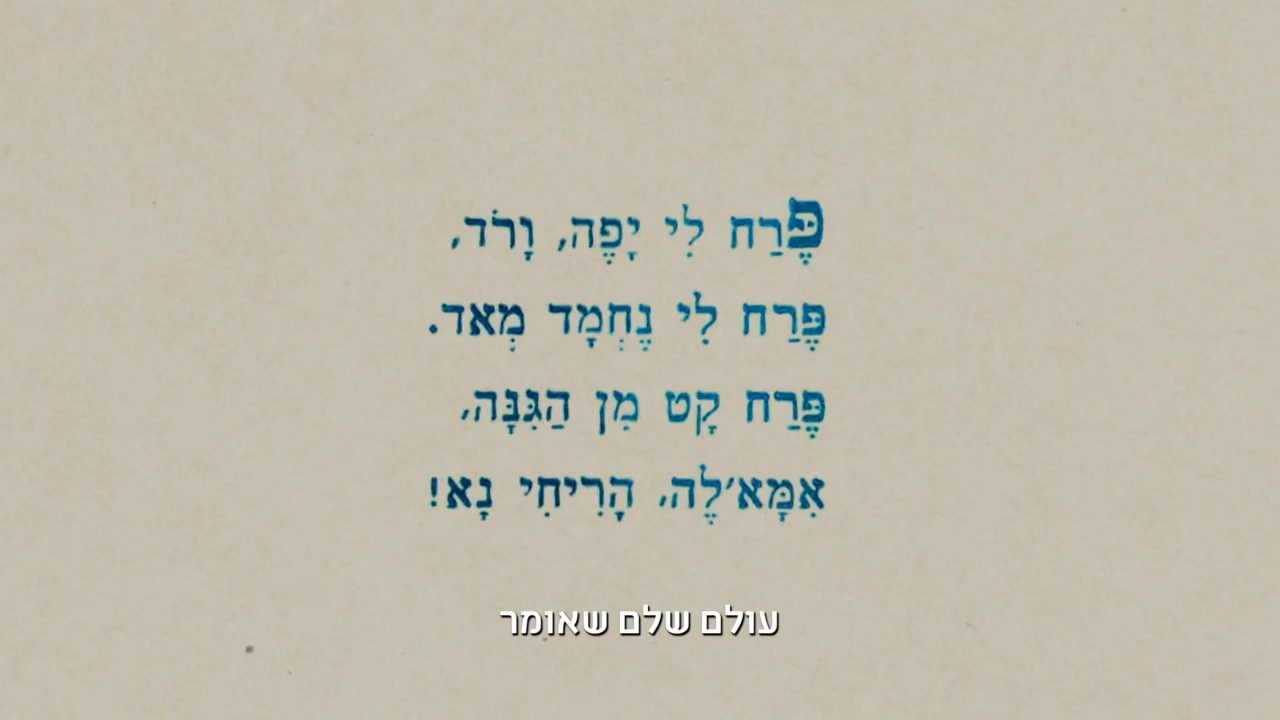 פֶּרַח לִי יָפֶה, וָרֹד,
פֶּרַח לִי נֶחְמָד מְאֹד.
פֶּרַח קָט מִן הַגִּנָּה,
אִמָּא'לֶה, הָרִיחִי נָא!
עולם שלם שאומר